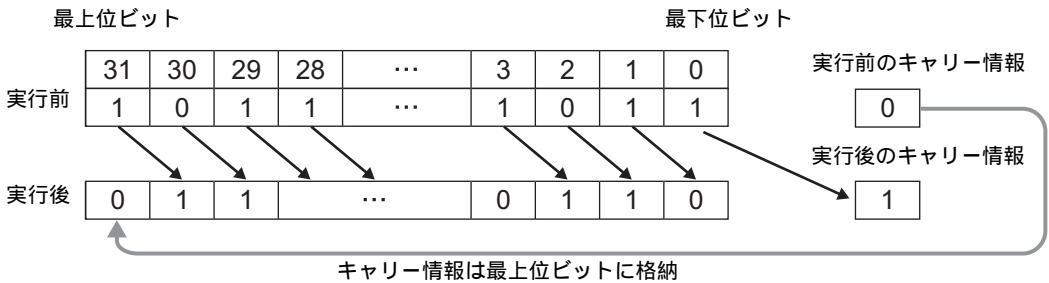 最上位ビット 最下位ビット
31 30 29 28 … 3 2 1 0 実行前のキャリー情報
実行前 1 0 1 1 … 1 0 1 1 0
実行後のキャリー情報
実行後 0 1 1 … 0 1 1 0 1
キャリー情報は最上位ビットに格納